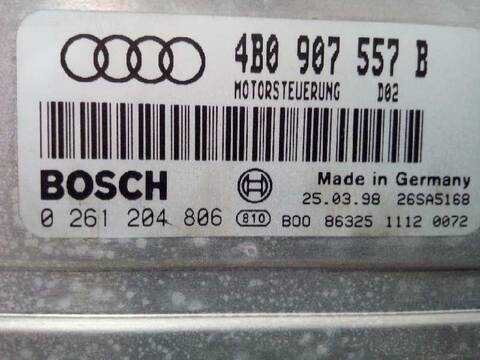 4B0 907 557 B
MOTORSTEUERUNG D02
BOSCH
Made in Germany
25.03.98 26SA5168
0 261 204 806 810 B00 86325 1112 0072